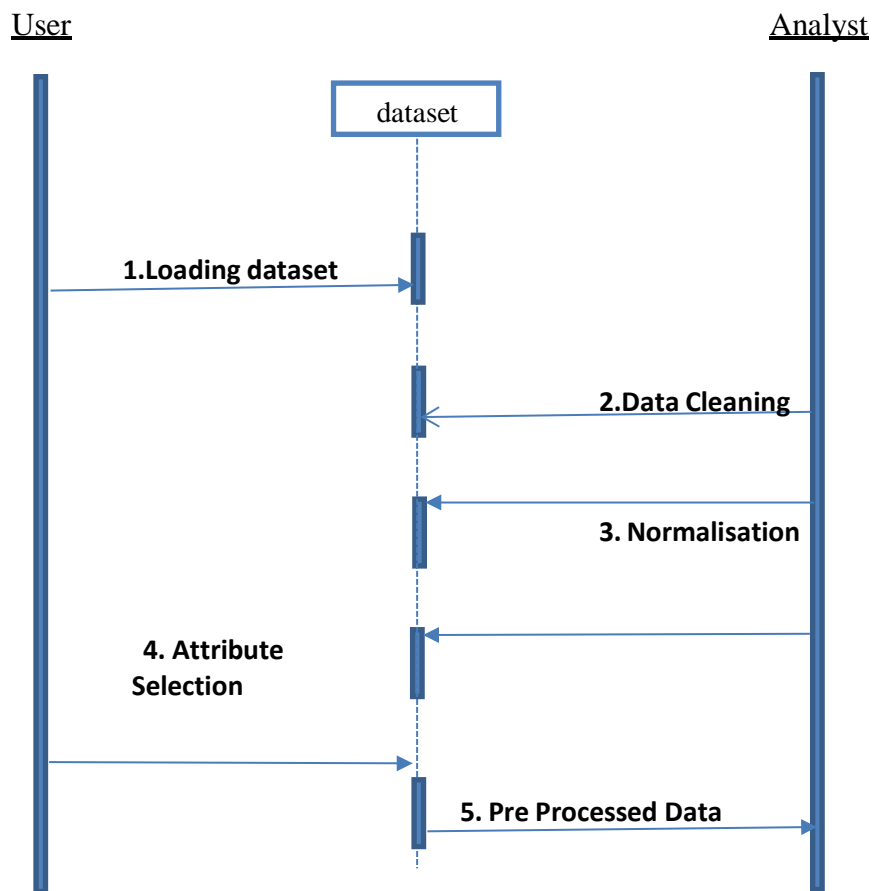 User
Analyst
dataset
1.Loading dataset
2.Data Cleaning
3. Normalisation
4. Attribute
Selection
5. Pre Processed Data